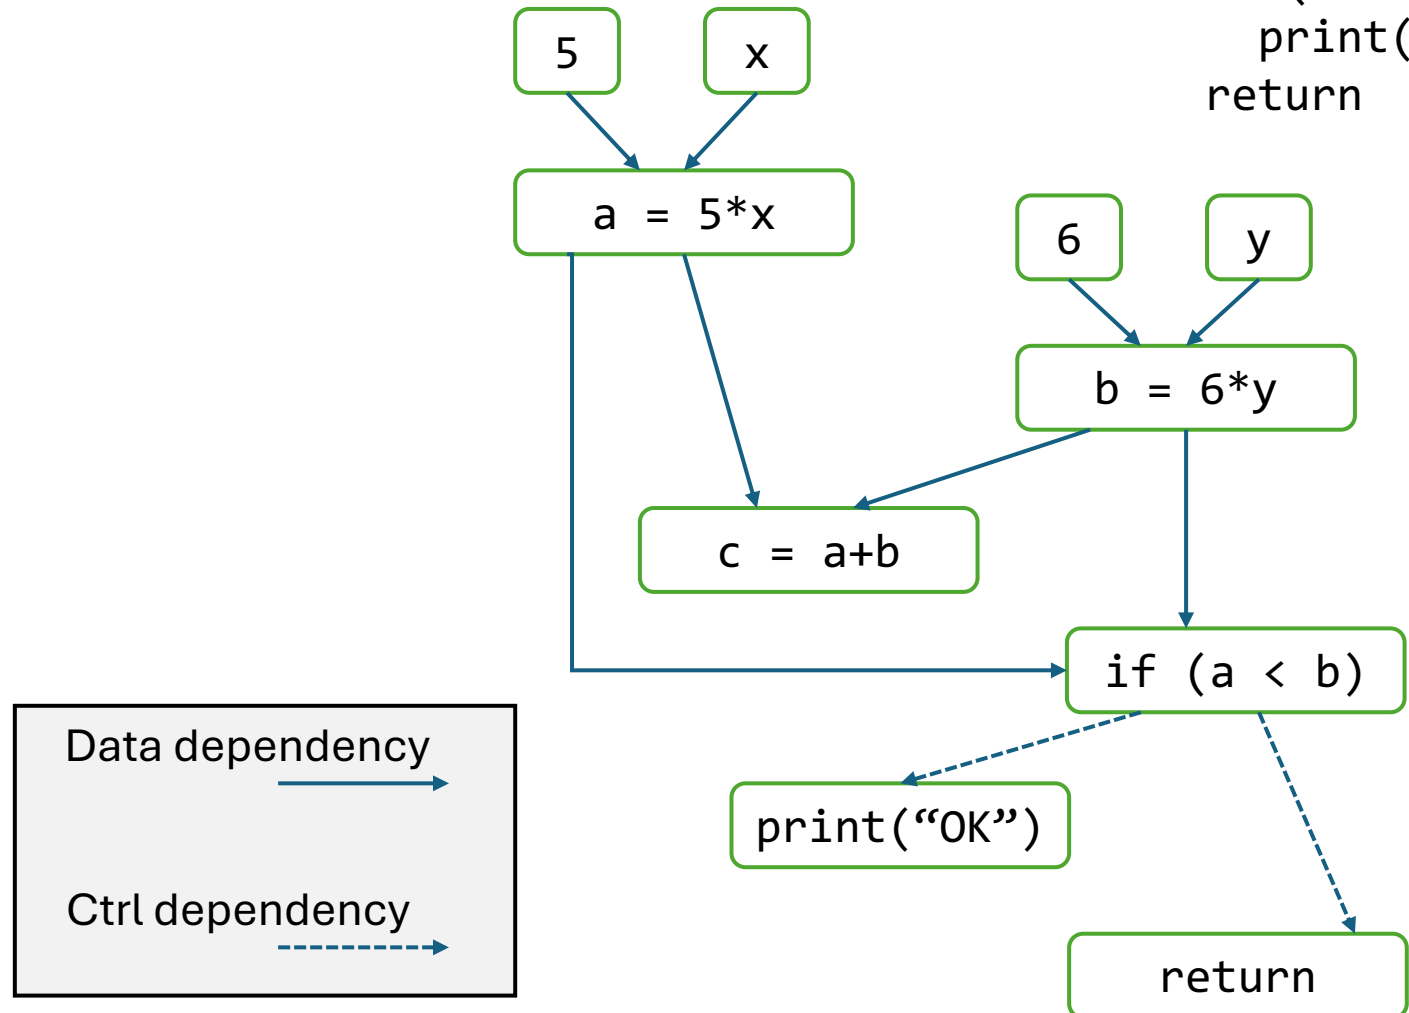 print(
return
5
x
a = 5*x
6
y
b = 6*y
c = a+b
if (a < b)
Data dependency
print(“OK”)
Ctrl dependency
return